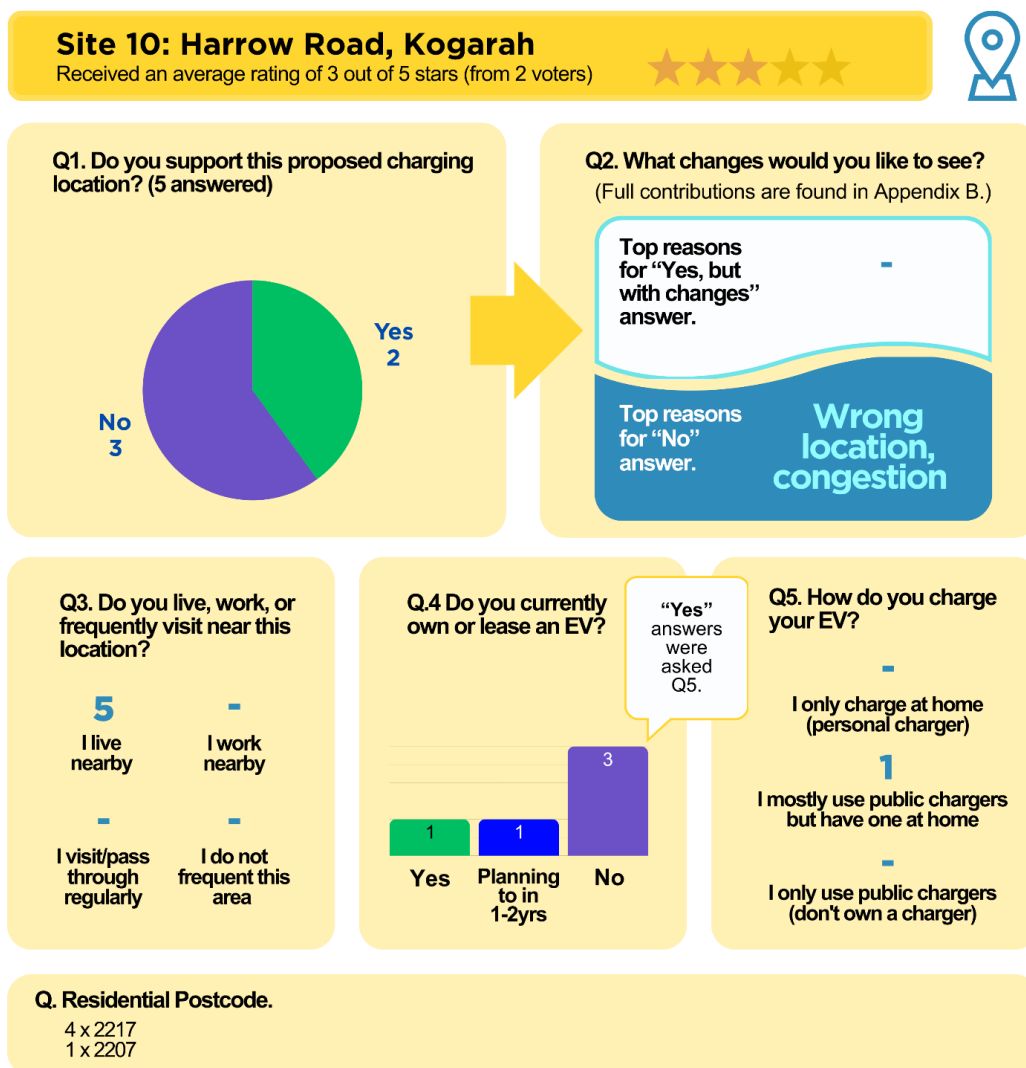 Site 10: Harrow Road, Kogarah
Received an average rating of 3 out of 5 stars (from 2 voters)
Q1. Do you support this proposed charging
location? (5 answered)
Yes
2
No
3
Q2. What changes would you like to see?
(Full contributions are found in Appendix B.)
Top reasons
for “Yes, but
with changes”
answer.
-
Top reasons
for “No”
answer.
Wrong
location,
congestion
Q3. Do you live, work, or
frequently visit near this
location?
5
I live
nearby
-
I work
nearby
-
I visit/pass
through
regularly
-
I do not
frequent this
area
Q.4 Do you currently
own or lease an EV?
1
1
3
Yes
Planning
to in
1-2yrs
No
“Yes”
answers
were
asked
Q5.
Q5. How do you charge
your EV?
-
I only charge at home
(personal charger)
1
I mostly use public chargers
but have one at home
-
I only use public chargers
(don't own a charger)
Q. Residential Postcode.
4 x 2217
1 x 2207